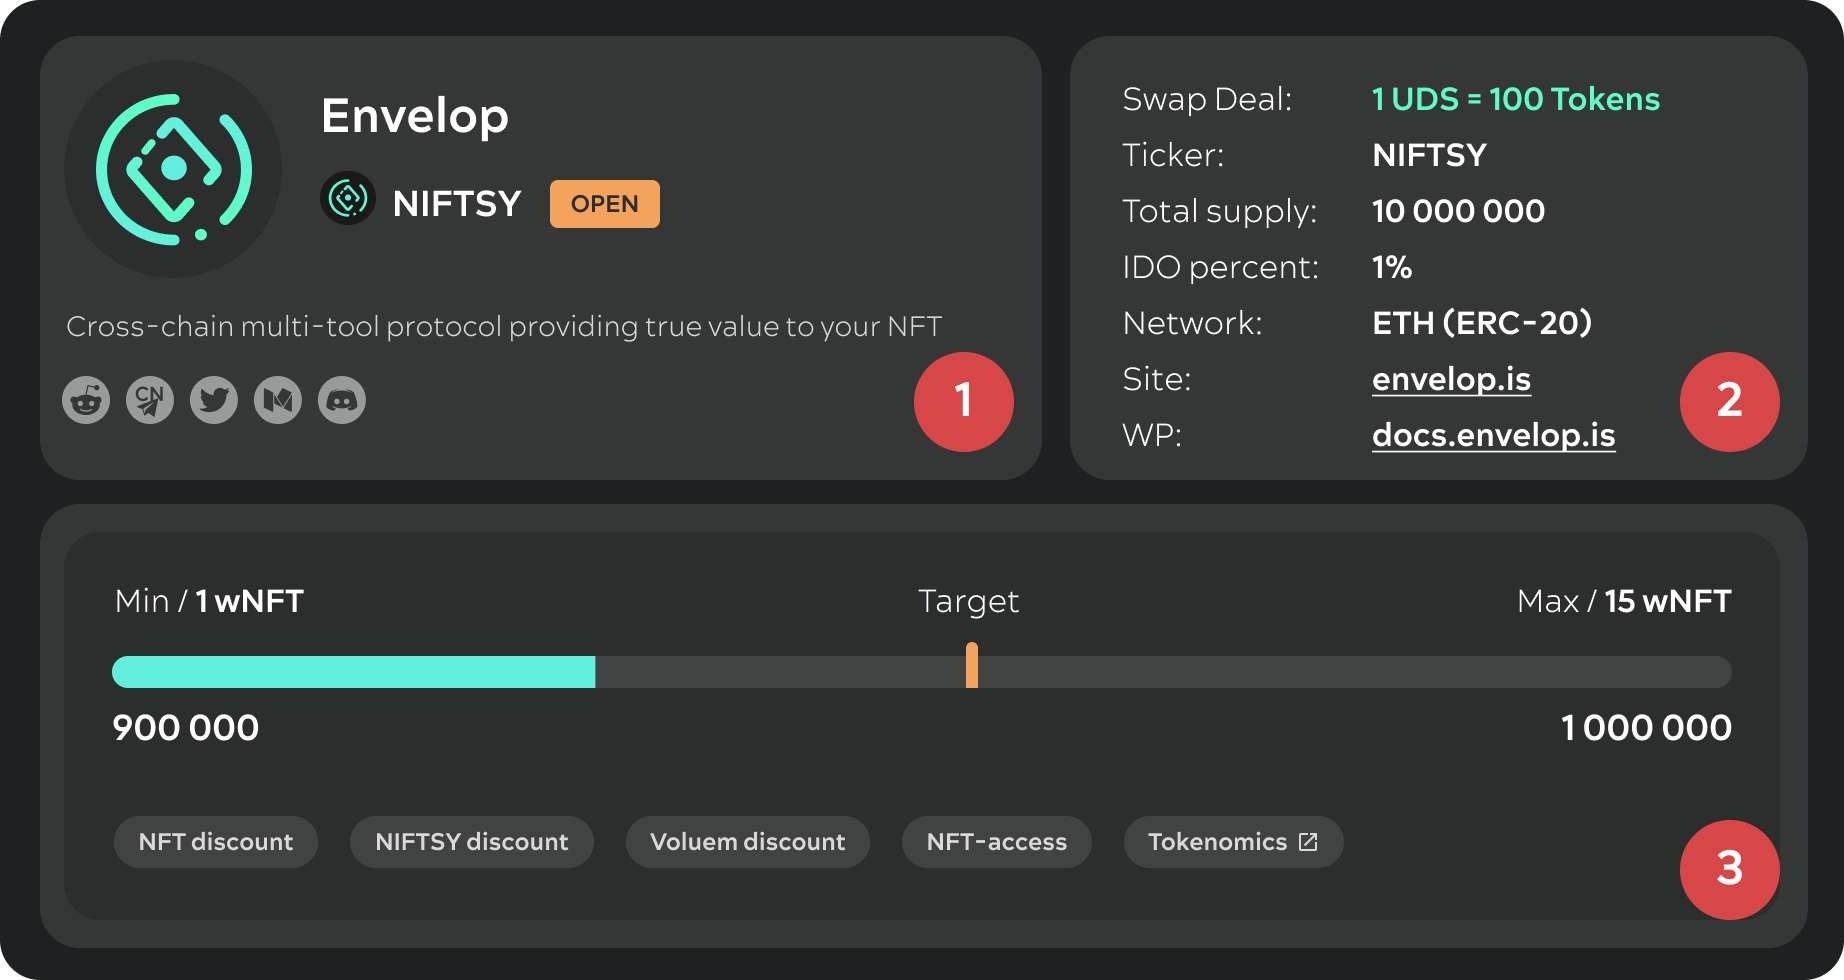 Envelop
NIFTSY OPEN
Cross-chain multi-tool protocol providing true value to your NFT
CN
1
Swap Deal: 1 UDS = 100 Tokens
Ticker: NIFTSY
Total supply: 10 000 000
IDO percent: 1%
Network: ETH (ERC-20)
Site: envelop.is
WP: docs.envelop.is
2
Min / 1 wNFT Target Max / 15 wNFT
900 000 1 000 000
NFT discount NIFTSY discount Voluem discount NFT-access Tokenomics
3